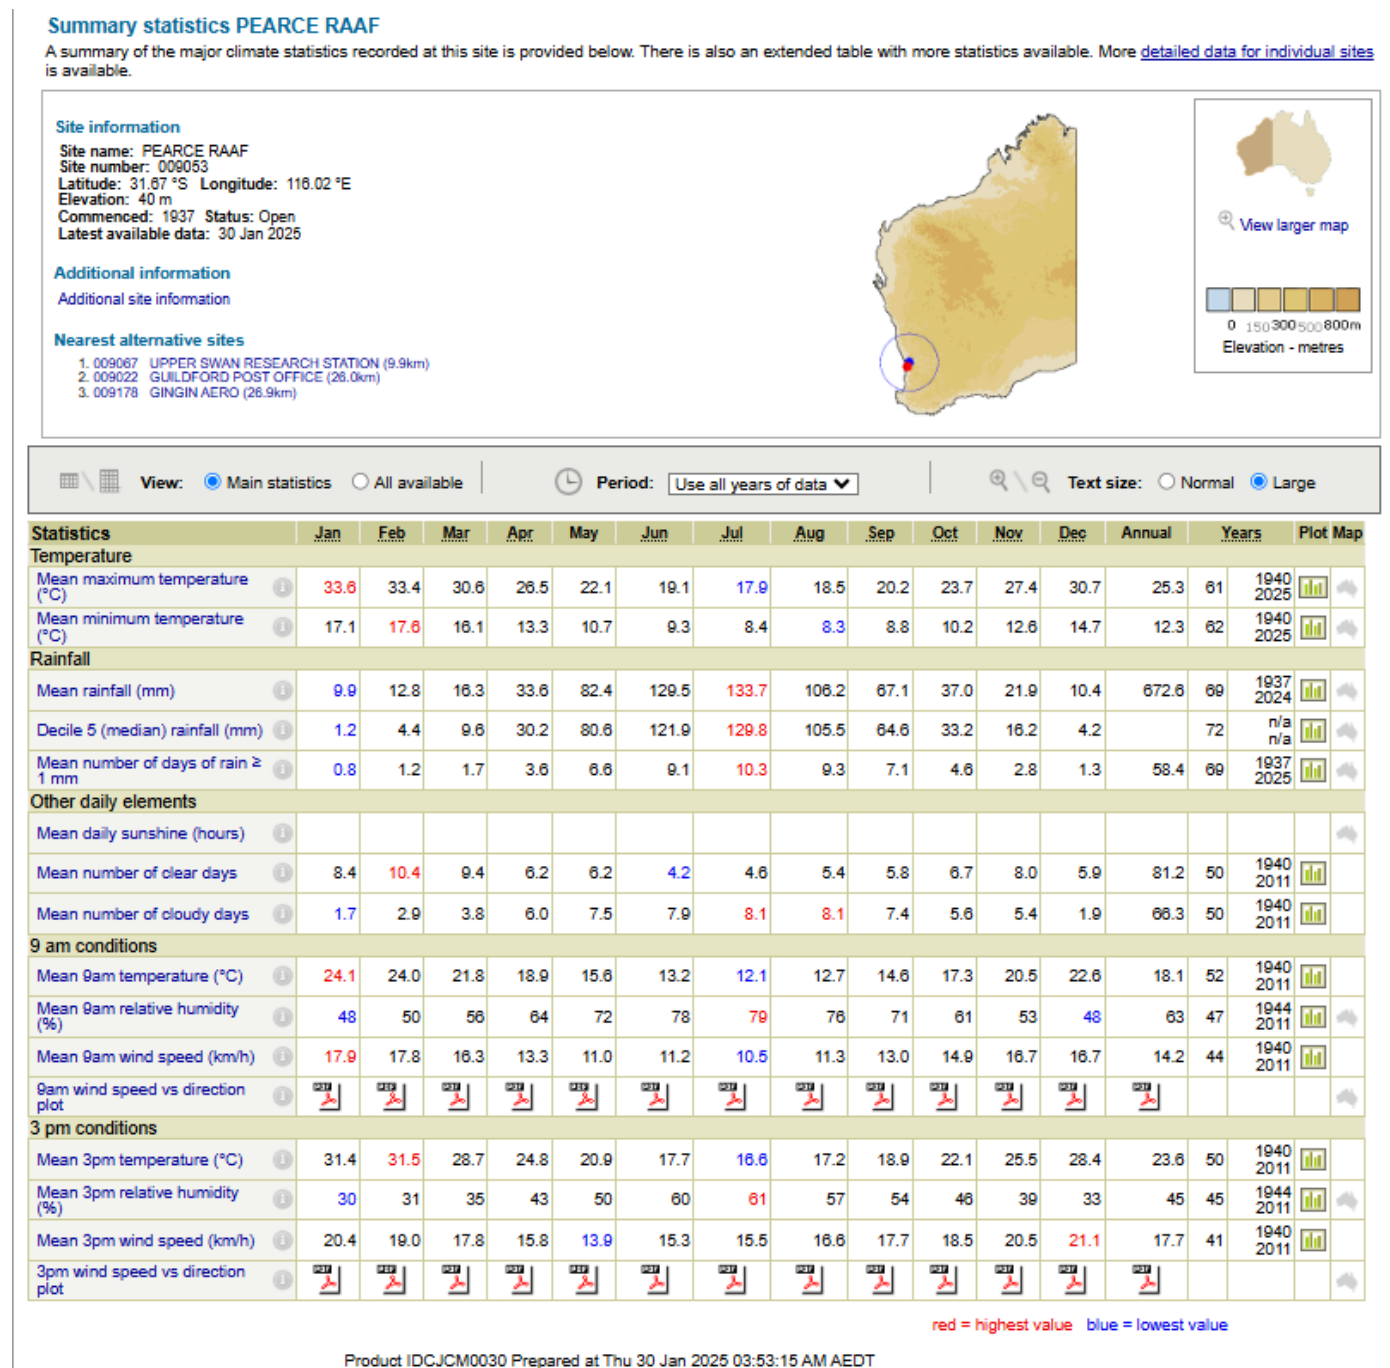 Summary statistics PEARCE RAAF
A summary of the major climate statistics recorded at this site is provided below. There is also an extended table with more statistics available. More detailed data for individual sites
is available.
Site information
Site name: PEARCE RAAF
Site number: 009053
Latitude: 31.67 °S Longitude: 116.02 °E
Elevation: 40 m
Commenced: 1937 Status: Open
Latest available data: 30 Jan 2025
Additional information
Additional site information
Nearest alternative sites
1. 009067 UPPER SWAN RESEARCH STATION (9.9km)
2. 009022 GUILDFORD POST OFFICE (26.0km)
3. 009178 GINGIN AERO (26.9km)
View larger map
0 150 300 500 800m
Elevation - metres
View: Main statistics All available Period: Use all years of data Text size: Normal Large
Statistics Jan Feb Mar Apr May Jun Jul Aug Sep Oct Nov Dec Annual Years Plot Map
Temperature
Mean maximum temperature (°C) 33.6 33.4 30.6 26.5 22.1 19.1 17.9 18.5 20.2 23.7 27.4 30.7 25.3 61 1940 2025
Mean minimum temperature (°C) 17.1 17.6 16.1 13.3 10.7 9.3 8.4 8.3 8.8 10.2 12.6 14.7 12.3 62 1940 2025
Rainfall
Mean rainfall (mm) 9.9 12.8 16.3 33.6 82.4 129.5 133.7 106.2 67.1 37.0 21.9 10.4 672.6 69 1937 2024
Decile 5 (median) rainfall (mm) 1.2 4.4 9.6 30.2 80.6 121.9 129.8 105.5 64.6 33.2 16.2 4.2 72 n/a n/a
Mean number of days of rain ≥ 1 mm 0.8 1.2 1.7 3.6 6.6 9.1 10.3 9.3 7.1 4.6 2.8 1.3 58.4 69 1937 2025
Other daily elements
Mean daily sunshine (hours)
Mean number of clear days 8.4 10.4 9.4 6.2 6.2 4.2 4.6 5.4 5.8 6.7 8.0 5.9 81.2 50 1940 2011
Mean number of cloudy days 1.7 2.9 3.8 6.0 7.5 7.9 8.1 8.1 7.4 5.6 5.4 1.9 66.3 50 1940 2011
9 am conditions
Mean 9am temperature (°C) 24.1 24.0 21.8 18.9 15.6 13.2 12.1 12.7 14.6 17.3 20.5 22.6 18.1 52 1940 2011
Mean 9am relative humidity (%) 48 50 56 64 72 78 79 76 71 61 53 48 63 47 1944 2011
Mean 9am wind speed (km/h) 17.9 17.8 16.3 13.3 11.0 11.2 10.5 11.3 13.0 14.9 16.7 16.7 14.2 44 1940 2011
9am wind speed vs direction plot
3 pm conditions
Mean 3pm temperature (°C) 31.4 31.5 28.7 24.8 20.9 17.7 16.6 17.2 18.9 22.1 25.5 28.4 23.6 50 1940 2011
Mean 3pm relative humidity (%) 30 31 35 43 50 60 61 57 54 46 39 33 45 45 1944 2011
Mean 3pm wind speed (km/h) 20.4 19.0 17.8 15.8 13.9 15.3 15.5 16.6 17.7 18.5 20.5 21.1 17.7 41 1940 2011
3pm wind speed vs direction plot
red = highest value blue = lowest value
Product IDCJCM0030 Prepared at Thu 30 Jan 2025 03:53:15 AM AEDT